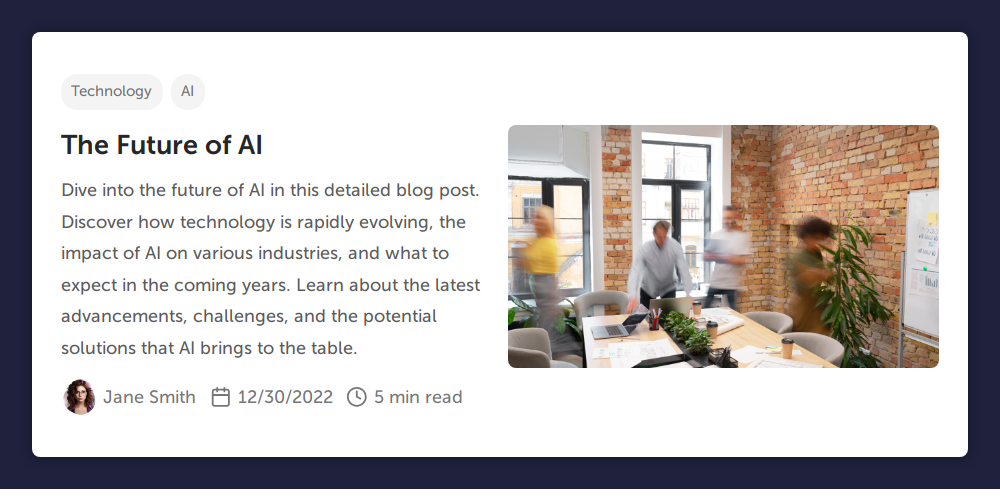 Technology AI
The Future of AI
Dive into the future of AI in this detailed blog post.
Discover how technology is rapidly evolving, the
impact of AI on various industries, and what to
expect in the coming years. Learn about the latest
advancements, challenges, and the potential
solutions that AI brings to the table.
Jane Smith 12/30/2022 5 min read